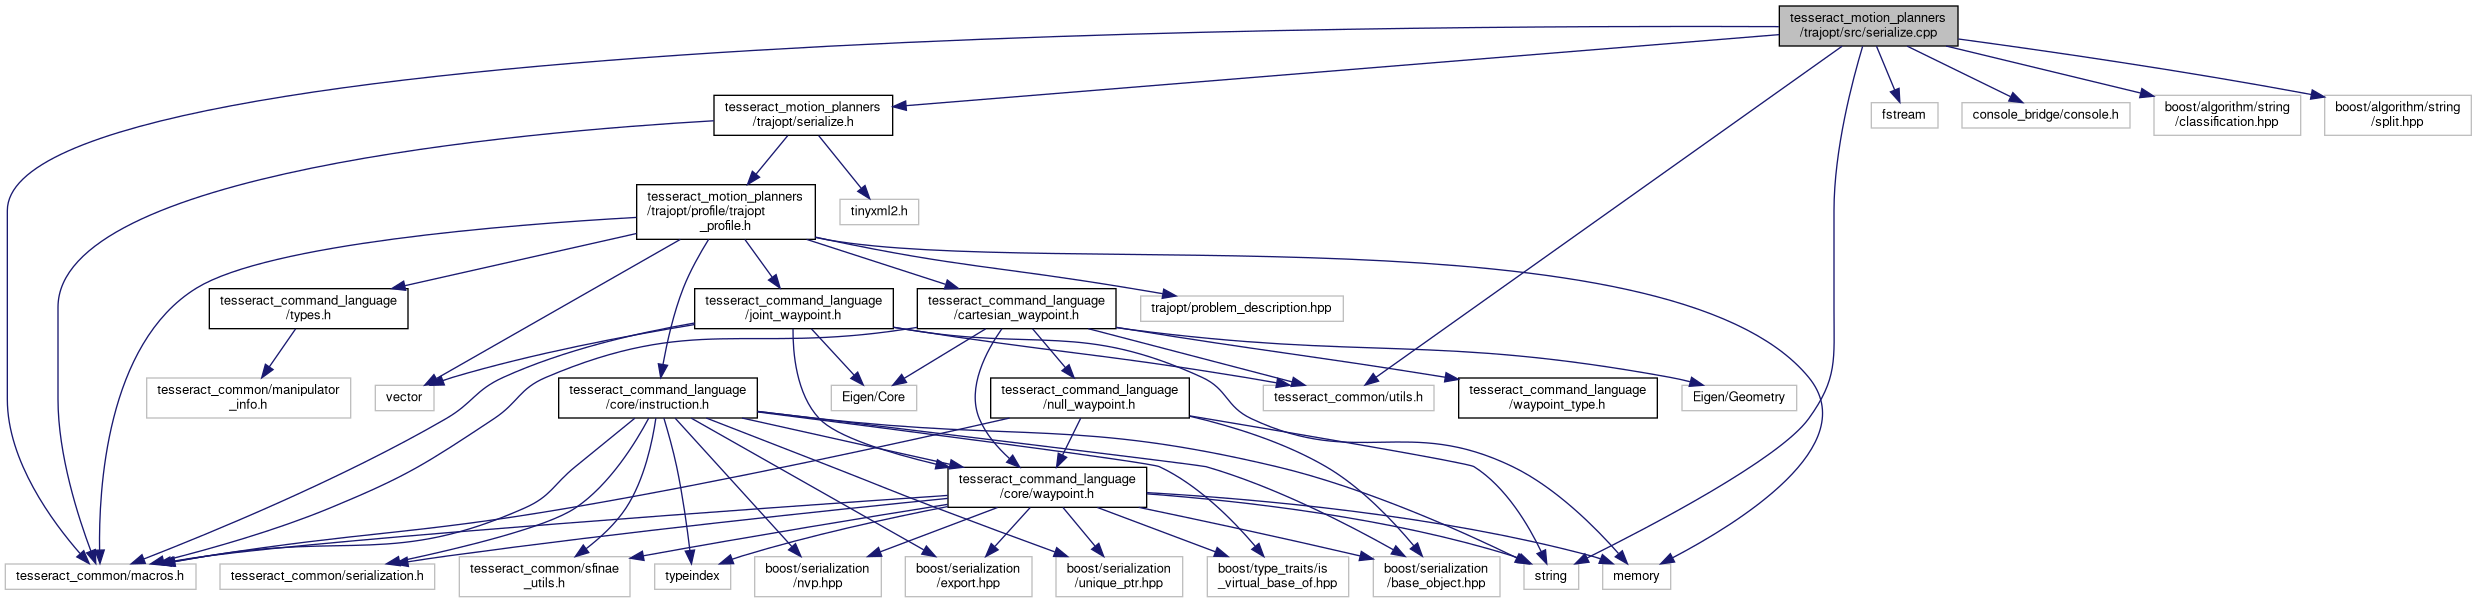 tesseract_motion_planners
/trajopt/src/serialize.cpp
tesseract_motion_planners
/trajopt/serialize.h
fstream
console_bridge/console.h
boost/algorithm/string
/classification.hpp
boost/algorithm/string
/split.hpp
tesseract_motion_planners
/trajopt/profile/trajopt
_profile.h
tinyxml2.h
tesseract_command_language
/types.h
tesseract_command_language
/joint_waypoint.h
tesseract_command_language
/cartesian_waypoint.h
trajopt/problem_description.hpp
tesseract_common/manipulator
_info.h
vector
tesseract_command_language
/core/instruction.h
Eigen/Core
tesseract_command_language
/null_waypoint.h
tesseract_common/utils.h
tesseract_command_language
/waypoint_type.h
Eigen/Geometry
tesseract_command_language
/core/waypoint.h
tesseract_common/macros.h
tesseract_common/serialization.h
tesseract_common/sfinae
_utils.h
typeindex
boost/serialization
/nvp.hpp
boost/serialization
/export.hpp
boost/serialization
/unique_ptr.hpp
boost/type_traits/is
_virtual_base_of.hpp
boost/serialization
/base_object.hpp
string
memory